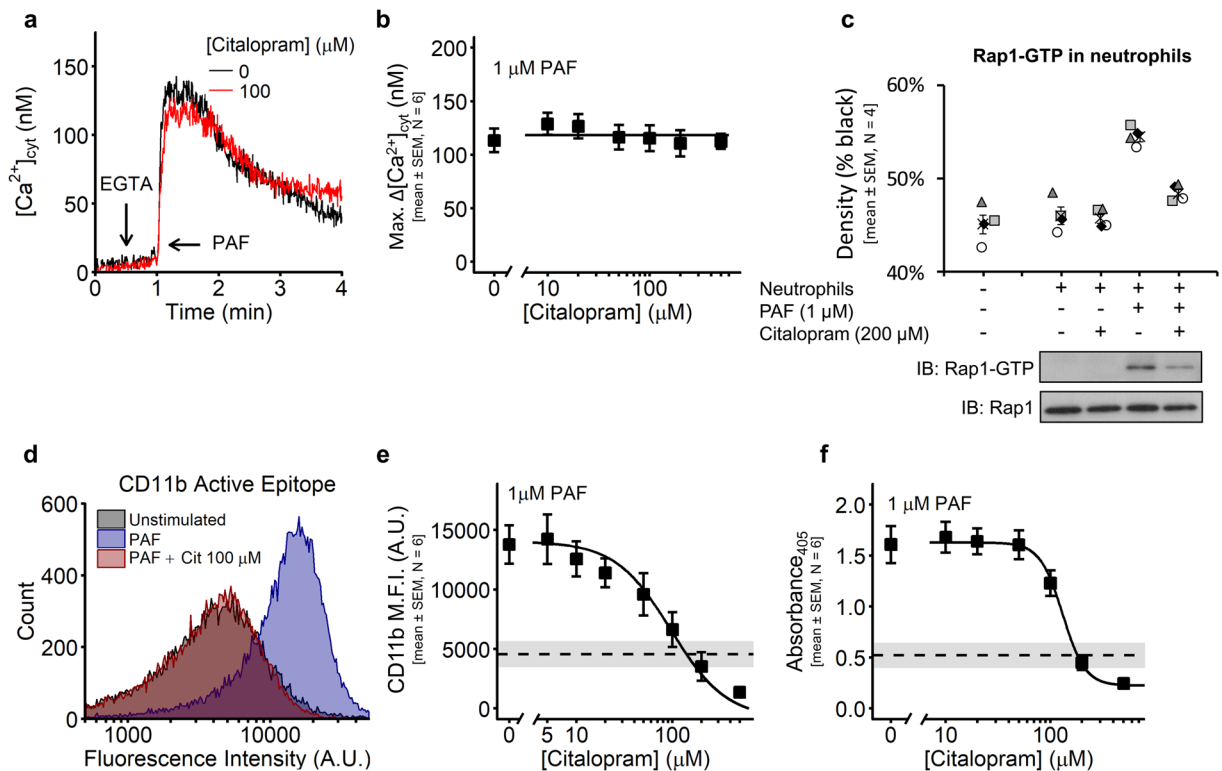 a
[Citalopram] (μM)
0
100
[Ca2+]cyt (nM)
150
100
50
0
EGTA
PAF
0
1
2
3
4
Time (min)
b
1 μM PAF
Max. Δ[Ca2+]cyt (nM)
[mean ± SEM, N = 6]
200
150
100
50
0
0
10
100
[Citalopram] (μM)
c
Rap1-GTP in neutrophils
Density (% black)
[mean ± SEM, N = 4]
60%
50%
40%
Neutrophils - + + + +
PAF (1 μM) - - - + +
Citalopram (200 μM) - - + - +
IB: Rap1-GTP
IB: Rap1
d
CD11b Active Epitope
Unstimulated
PAF
PAF + Cit 100 μM
Count
600
400
200
0
1000
10000
Fluorescence Intensity (A.U.)
e
1μM PAF
CD11b M.F.I. (A.U.)
[mean ± SEM, N = 6]
15000
10000
5000
0
0
5
10
100
[Citalopram] (μM)
f
1 μM PAF
Absorbance405
[mean ± SEM, N = 6]
2.0
1.5
1.0
0.5
0.0
0
10
100
[Citalopram] (μM)